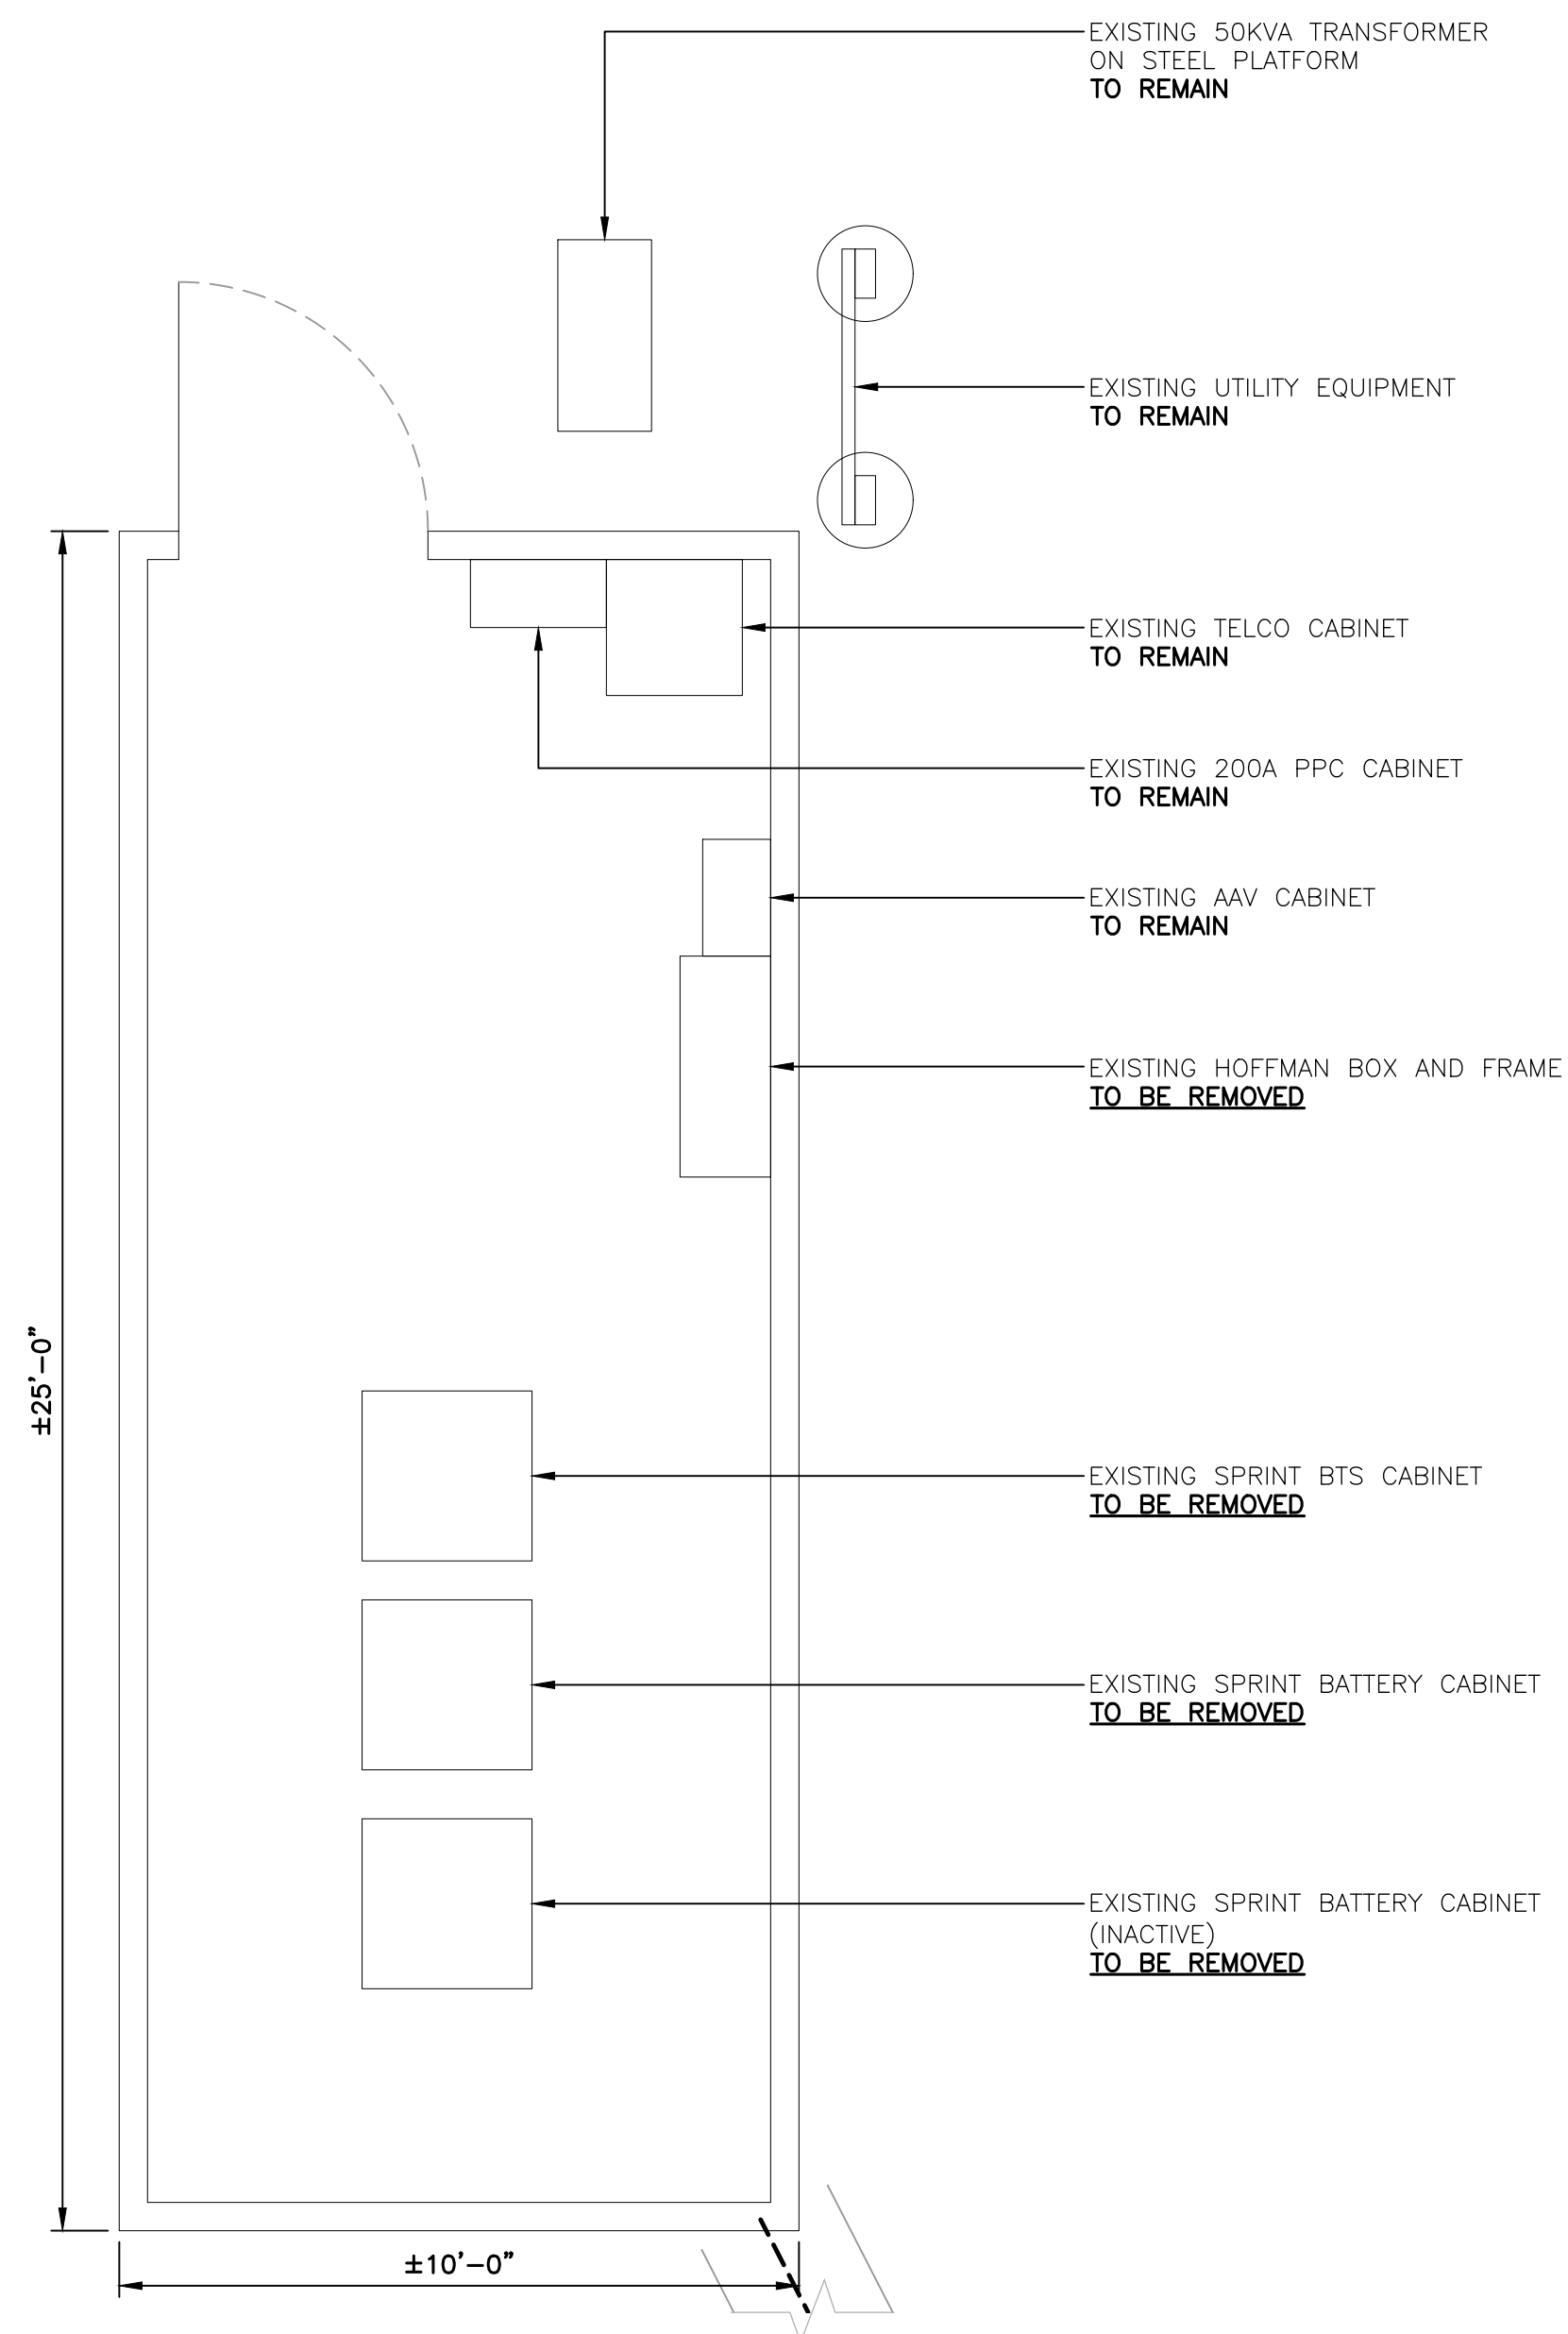 EXISTING 50KVA TRANSFORMER
ON STEEL PLATFORM
TO REMAIN
EXISTING UTILITY EQUIPMENT
TO REMAIN
EXISTING TELCO CABINET
TO REMAIN
EXISTING 200A PPC CABINET
TO REMAIN
EXISTING AAV CABINET
TO REMAIN
EXISTING HOFFMAN BOX AND FRAME
TO BE REMOVED
±25'-0"
EXISTING SPRINT BTS CABINET
TO BE REMOVED
EXISTING SPRINT BATTERY CABINET
TO BE REMOVED
EXISTING SPRINT BATTERY CABINET
(INACTIVE)
TO BE REMOVED
±10'-0"